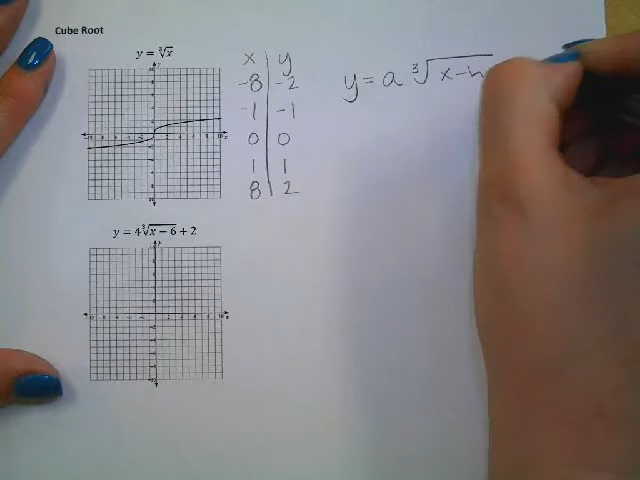 Cube Root
y = ∛x
x | y
-8 | -2
-1 | -1
0 | 0
1 | 1
8 | 2
y = a ∛x-h
y = 4∛x − 6 + 2